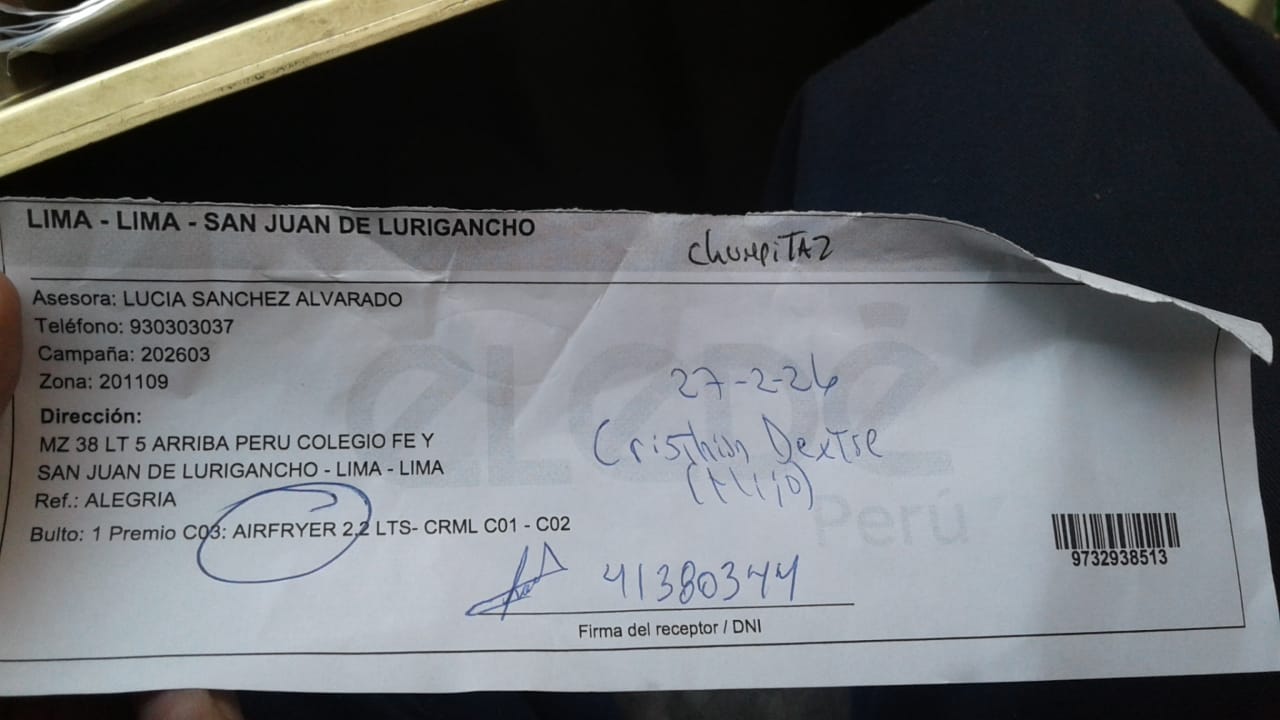 LIMA - LIMA - SAN JUAN DE LURIGANCHO
ChumpiTAZ
Asesora: LUCIA SANCHEZ ALVARADO
Teléfono: 930303037
Campaña: 202603
Zona: 201109
27-2-26
Dirección:
MZ 38 LT 5 ARRIBA PERU COLEGIO FE Y
Cristhian Dextre
SAN JUAN DE LURIGANCHO - LIMA - LIMA
(Hijo)
Ref.: ALEGRIA
Perú
Bulto: 1 Premio C03: AIRFRYER 2.2 LTS- CRML C01 - C02
9732938513
41380344
Firma del receptor / DNI